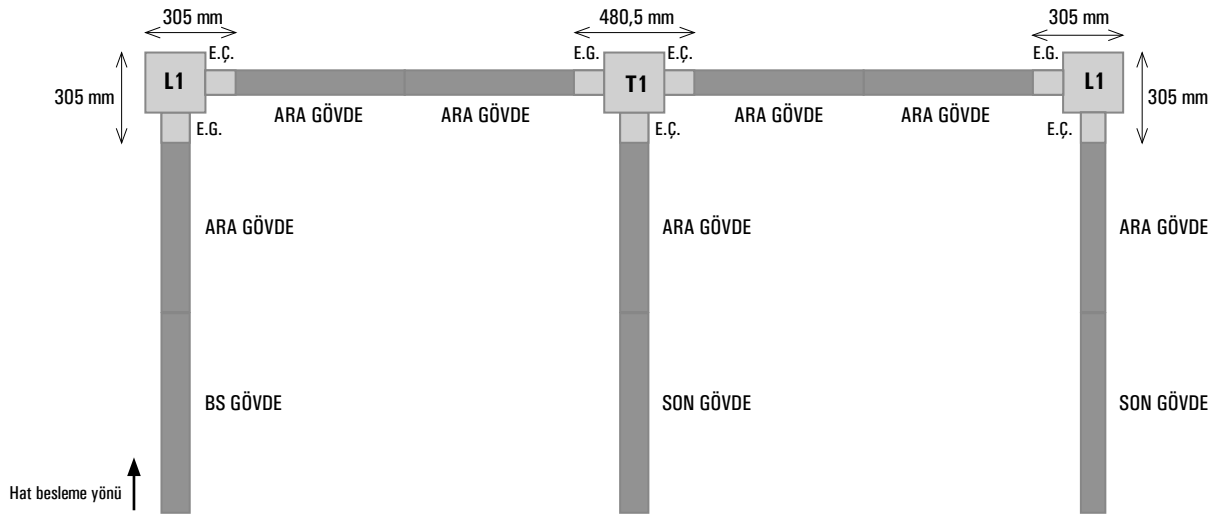 305 mm
480,5 mm
305 mm
E.Ç.
E.G.
E.Ç.
E.G.
L1
T1
L1
305 mm
305 mm
ARA GÖVDE
ARA GÖVDE
ARA GÖVDE
ARA GÖVDE
E.G.
E.Ç.
E.Ç.
ARA GÖVDE
ARA GÖVDE
ARA GÖVDE
BS GÖVDE
SON GÖVDE
SON GÖVDE
Hat besleme yönü